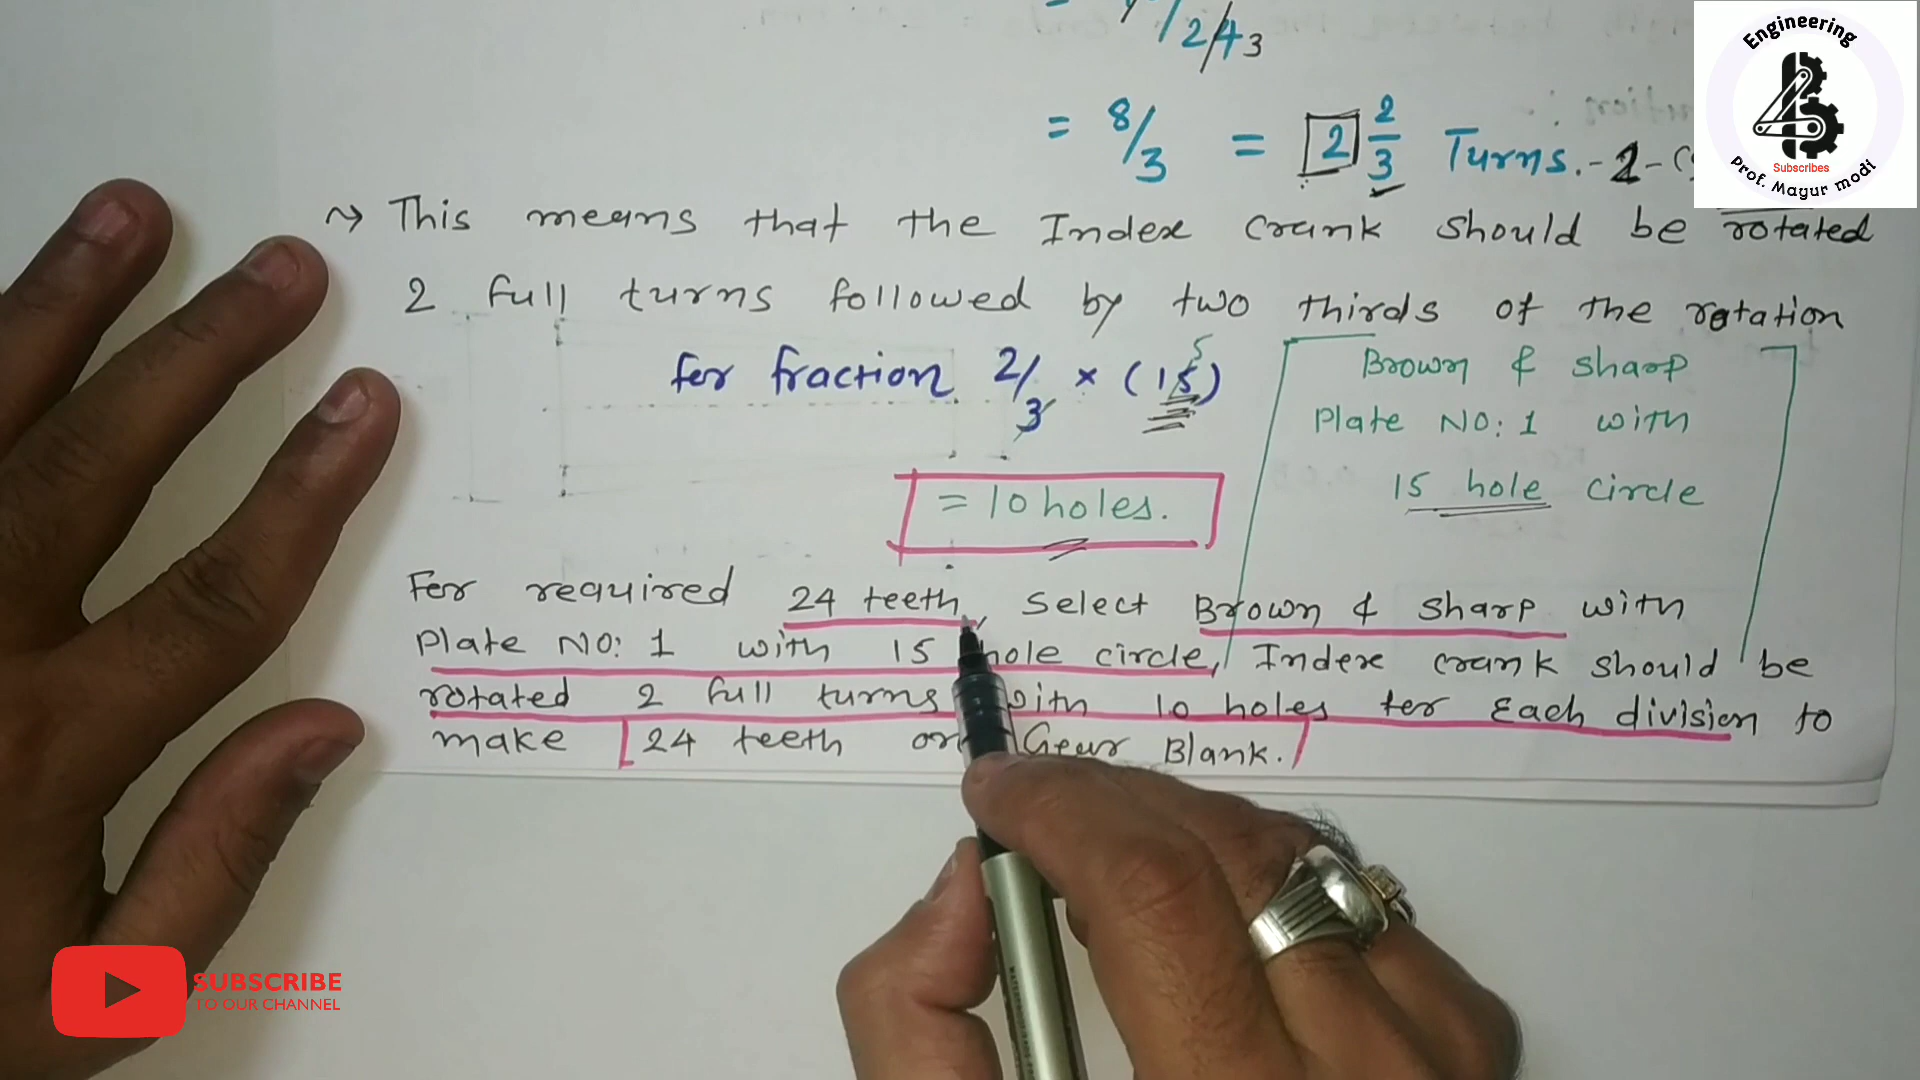 / 24 3
= 8/3 = 2 2/3 Turns. - 2 -
Engineering
Subscribes
Prof. Mayur modi
~> This means that the Index crank should be rotated
2 full turns followed by two thirds of the rotation
for fraction 2/3 × (15) 5
= 10 holes.
Brown & sharp
Plate NO: 1 with
15 hole circle
For required 24 teeth, Select Brown & sharp with
Plate NO: 1 with 15 hole circle, Index crank should be
rotated 2 full turns with 10 holes for Each division to
make 24 teeth on Gear Blank.
SUBSCRIBE
TO OUR CHANNEL